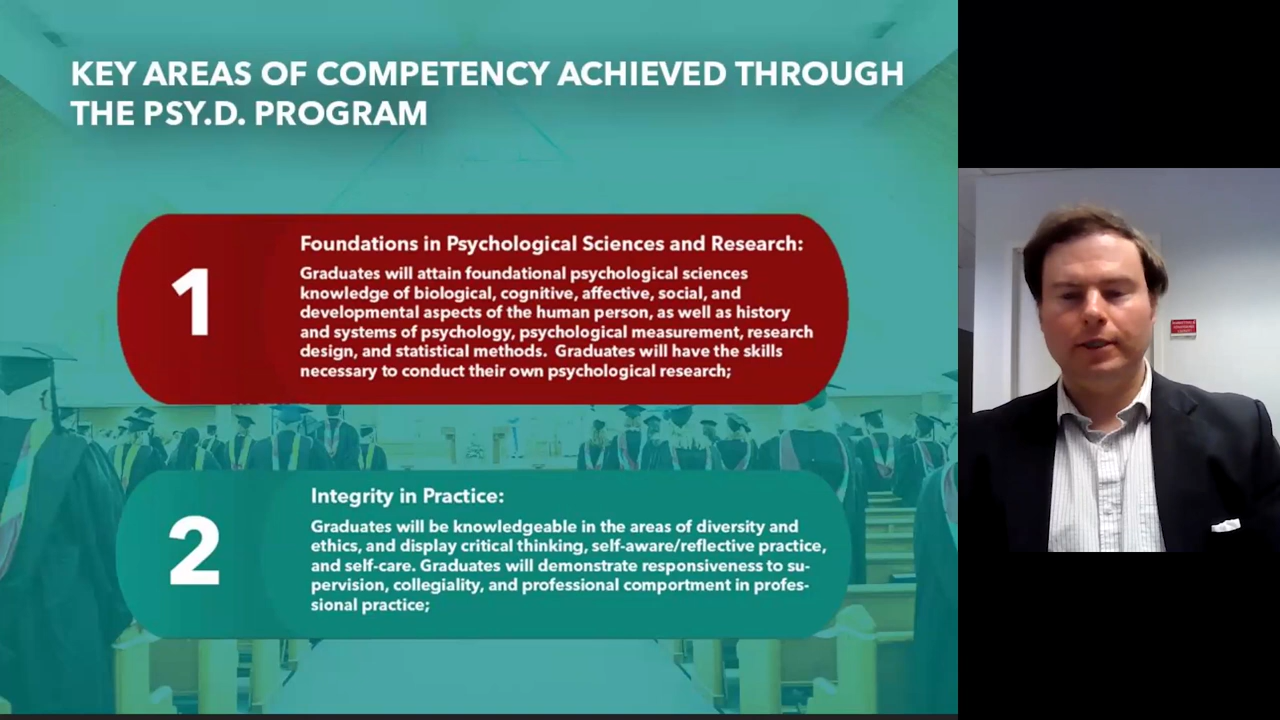 KEY AREAS OF COMPETENCY ACHIEVED THROUGH
THE PSY.D. PROGRAM
1
Foundations in Psychological Sciences and Research:
Graduates will attain foundational psychological sciences
knowledge of biological, cognitive, affective, social, and
developmental aspects of the human person, as well as history
and systems of psychology, psychological measurement, research
design, and statistical methods.  Graduates will have the skills
necessary to conduct their own psychological research;
2
Integrity in Practice:
Graduates will be knowledgeable in the areas of diversity and
ethics, and display critical thinking, self-aware/reflective practice,
and self-care. Graduates will demonstrate responsiveness to su-
pervision, collegiality, and professional comportment in profes-
sional practice;